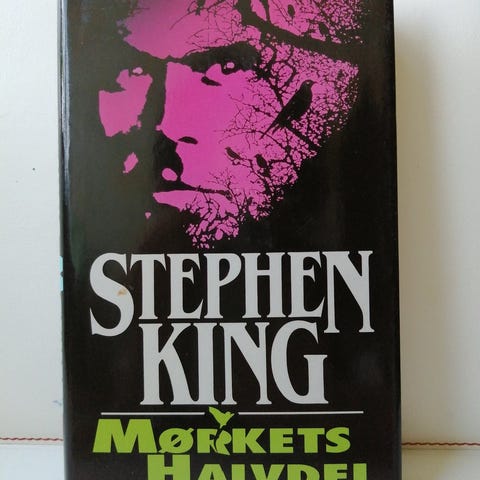 STEPHEN
KING
MØRKETS
HALVDEL